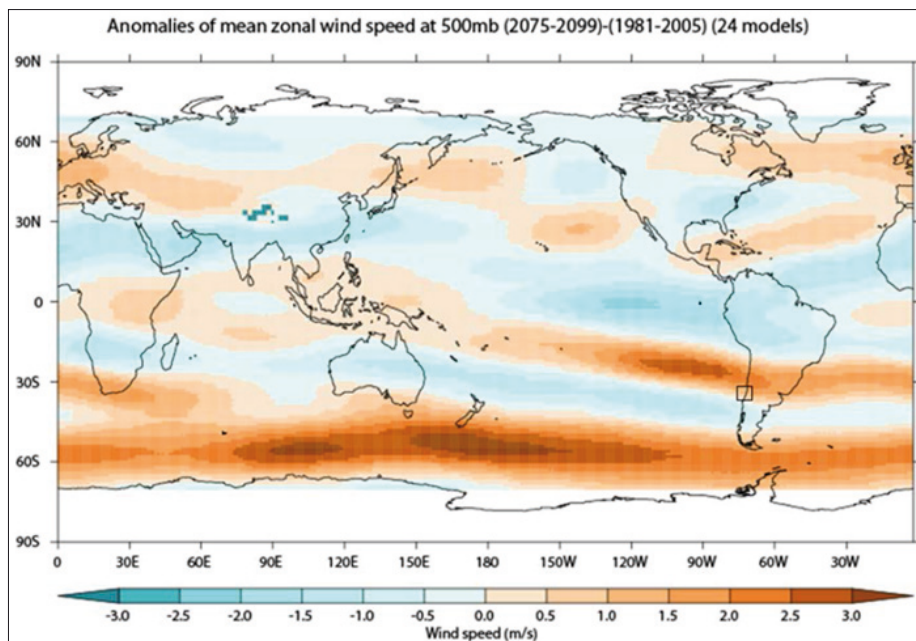 Anomalies of mean zonal wind speed at 500mb (2075-2099)-(1981-2005) (24 models)
90N
60N
30N
0
30S
60S
90S
0 30E 60E 90E 120E 150E 180 150W 120W 90W 60W 30W
-3.0 -2.5 -2.0 -1.5 -1.0 -0.5 0.0 0.5 1.0 1.5 2.0 2.5 3.0
Wind speed (m/s)